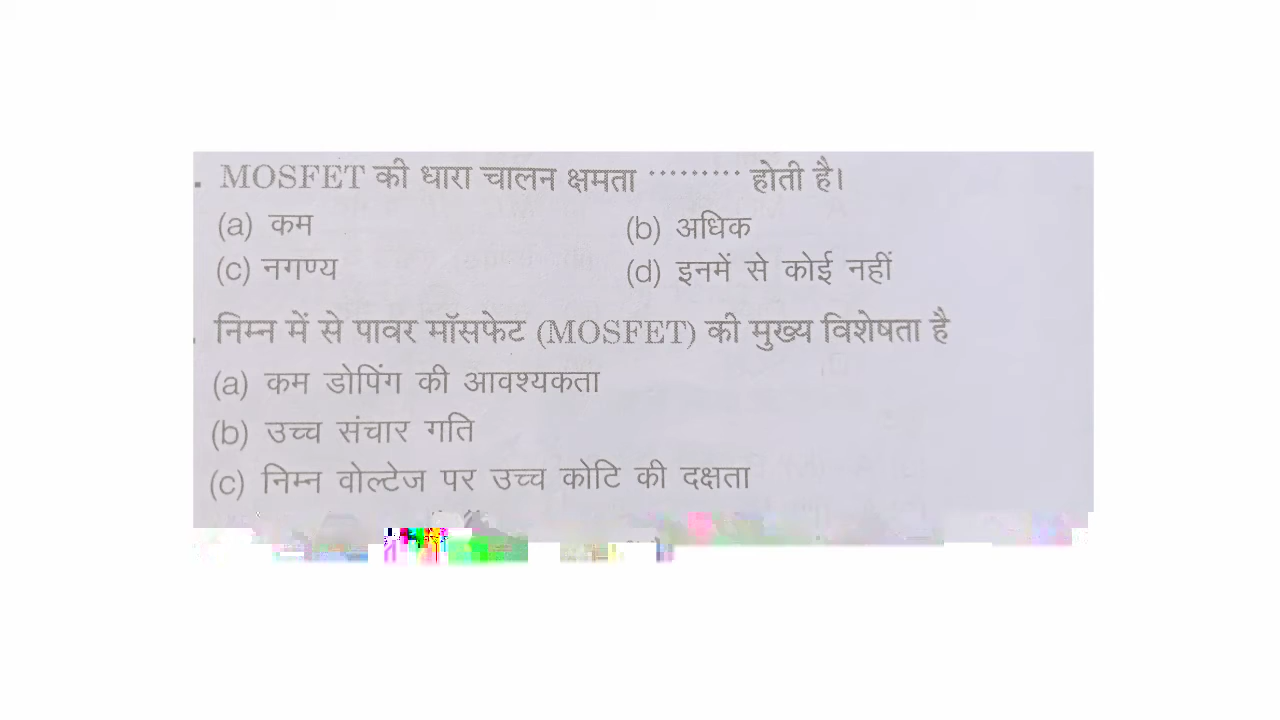 . MOSFET की धारा चालन क्षमता ......... होती है।
(a) कम (b) अधिक
(c) नगण्य (d) इनमें से कोई नहीं
. निम्न में से पावर मॉसफेट (MOSFET) की मुख्य विशेषता है
(a) कम डोपिंग की आवश्यकता
(b) उच्च संचार गति
(c) निम्न वोल्टेज पर उच्च कोटि की दक्षता